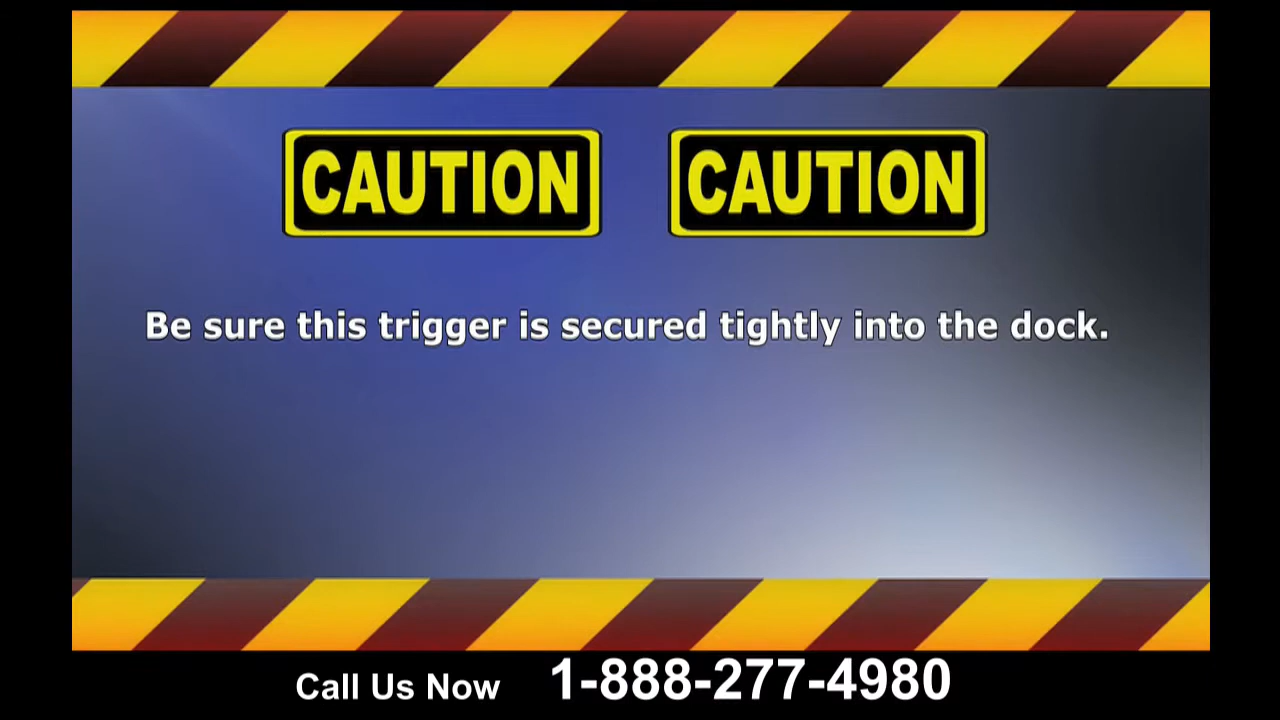 CAUTION CAUTION
Be sure this trigger is secured tightly into the dock.
Call Us Now 1-888-277-4980